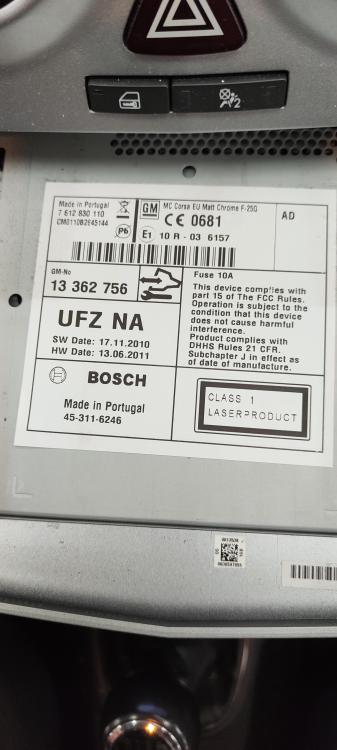 2
Made in Portugal
7 612 830 110
CM0110B2645144
P6
GM
MC Corsa EU Matt Chrome F-25G
CE 0681
E1 10 R - 03 6157
AD
GM-No
13 362 756
UFZ NA
SW Date: 17.11.2010
HW Date: 13.06.2011
Fuse 10A
This device complies with
part 15 of The FCC Rules.
Operation is subject to the
condition that this device
does not cause harmful
interference.
Product complies with
DHHS Rules 21 CFR.
Subchapter J in effect as
of date of manufacture.
BOSCH
Made in Portugal
45-311-6246
CLASS 1
LASERPRODUCT